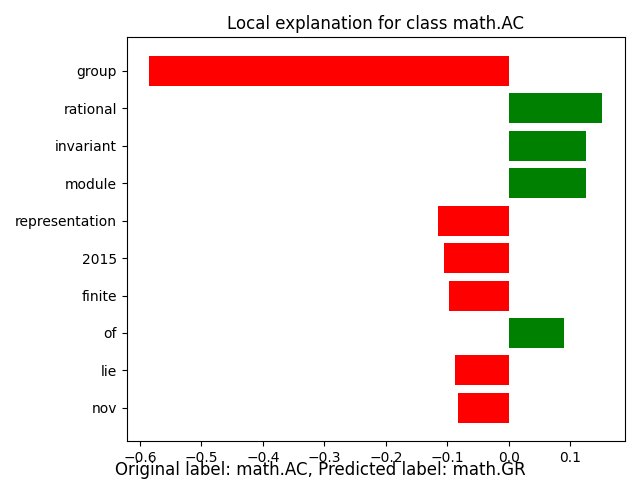 Local explanation for class math.AC
group
rational
invariant
module
representation
2015
finite
of
lie
nov
−0.6 −0.5 −0.4 −0.3 −0.2 −0.1 0.0 0.1
Original label: math.AC, Predicted label: math.GR